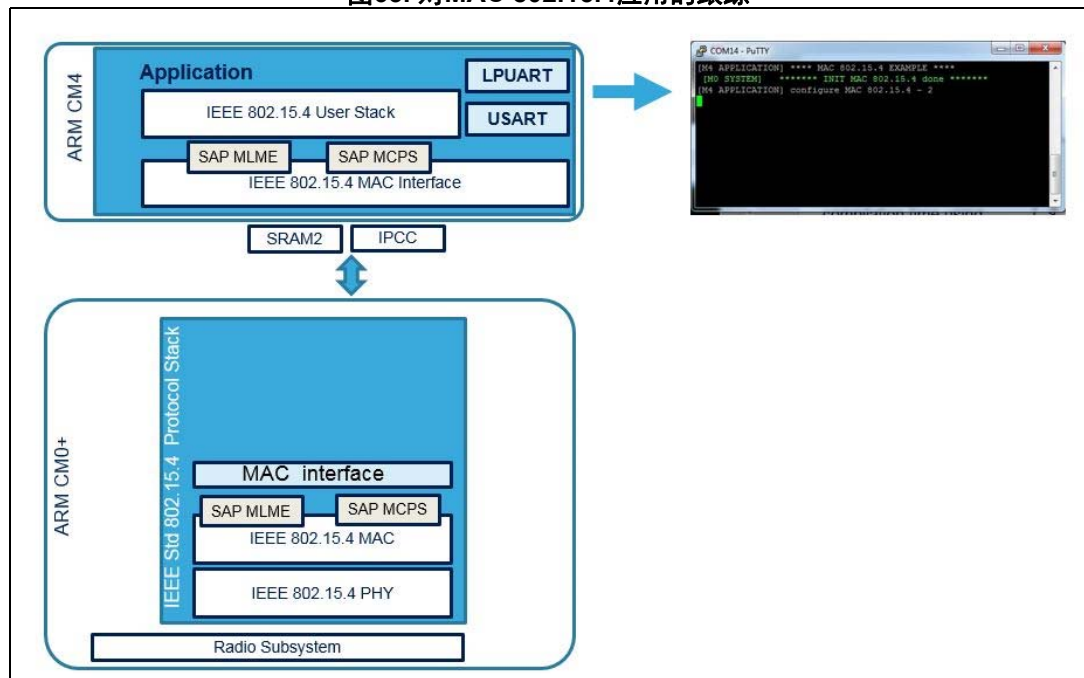 ARM CM4
Application
LPUART
IEEE 802.15.4 User Stack
USART
SAP MLME
SAP MCPS
IEEE 802.15.4 MAC Interface
COM14 - PuTTY
[M4 APPLICATION] **** MAC 802.15.4 EXAMPLE ****
[M0 SYSTEM] ******* INIT MAC 802.15.4 done *******
[M4 APPLICATION] configure MAC 802.15.4 - 2
SRAM2
IPCC
ARM CM0+
IEEE Std 802.15.4 Protocol Stack
MAC interface
SAP MLME
SAP MCPS
IEEE 802.15.4 MAC
IEEE 802.15.4 PHY
Radio Subsystem